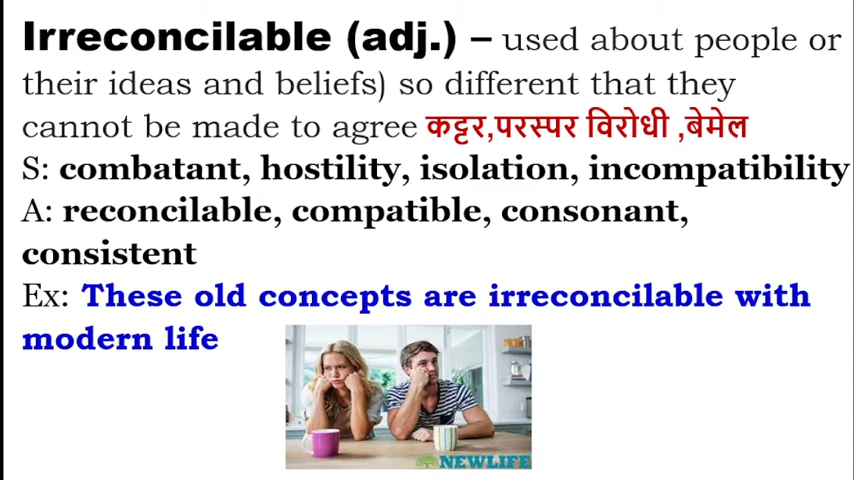 Irreconcilable (adj.) – used about people or
their ideas and beliefs) so different that they
cannot be made to agree कट्टर,परस्पर विरोधी ,बेमेल
S: combatant, hostility, isolation, incompatibility
A: reconcilable, compatible, consonant,
consistent
Ex: These old concepts are irreconcilable with
modern life
NEWLIFE